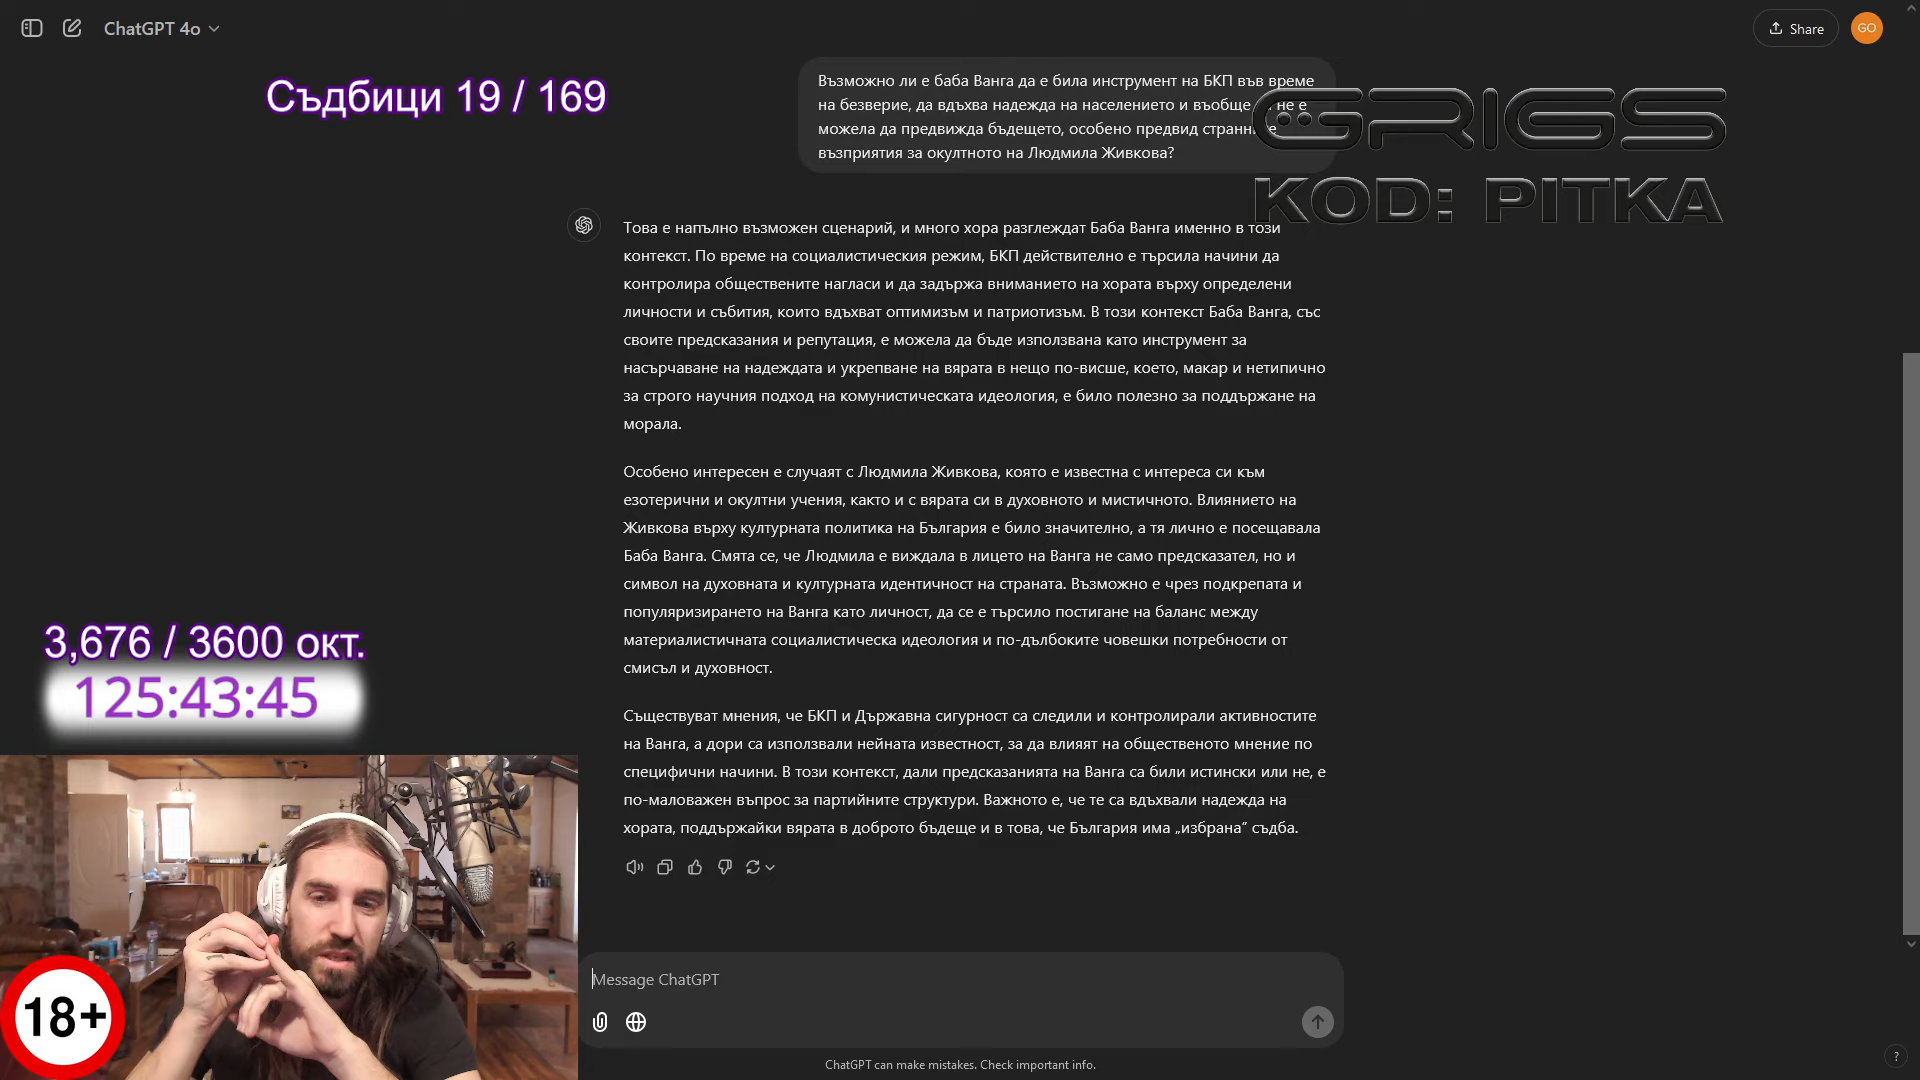 ChatGPT 4o
Share
GO
Съдбици 19 / 169
Възможно ли е баба Ванга да е била инструмент на БКП във време
на безверие, да вдъхва надежда на населението и въобще не е
можела да предвижда бъдещето, особено предвид
възприятия за окултното на Людмила Живкова?
GRIGS
KOD: PITKA
Това е напълно възможен сценарий, и много хора разглеждат Баба Ванга именно в този
контекст. По време на социалистическия режим, БКП действително е търсила начини да
контролира обществените нагласи и да задържа вниманието на хората върху определени
личности и събития, които вдъхват оптимизъм и патриотизъм. В този контекст Баба Ванга, със
своите предсказания и репутация, е можела да бъде използвана като инструмент за
насърчаване на надеждата и укрепване на вярата в нещо по-висше, което, макар и нетипично
за строго научния подход на комунистическата идеология, е било полезно за поддържане на
морала.
Особено интересен е случаят с Людмила Живкова, която е известна с интереса си към
езотерични и окултни учения, както и с вярата си в духовното и мистичното. Влиянието на
Живкова върху културната политика на България е било значително, а тя лично е посещавала
Баба Ванга. Смята се, че Людмила е виждала в лицето на Ванга не само предсказател, но и
символ на духовната и културната идентичност на страната. Възможно е чрез подкрепата и
популяризирането на Ванга като личност, да се е търсило постигане на баланс между
материалистичната социалистическа идеология и по-дълбоките човешки потребности от
смисъл и духовност.
Съществуват мнения, че БКП и Държавна сигурност са следили и контролирали активностите
на Ванга, а дори са използвали нейната известност, за да влияят на общественото мнение по
специфични начини. В този контекст, дали предсказанията на Ванга са били истински или не, е
по-маловажен въпрос за партийните структури. Важното е, че те са вдъхвали надежда на
хората, поддържайки вярата в доброто бъдеще и в това, че България има „избрана“ съдба.
3,676 / 3600 окт.
125:43:45
18+
Message ChatGPT
ChatGPT can make mistakes. Check important info.
?